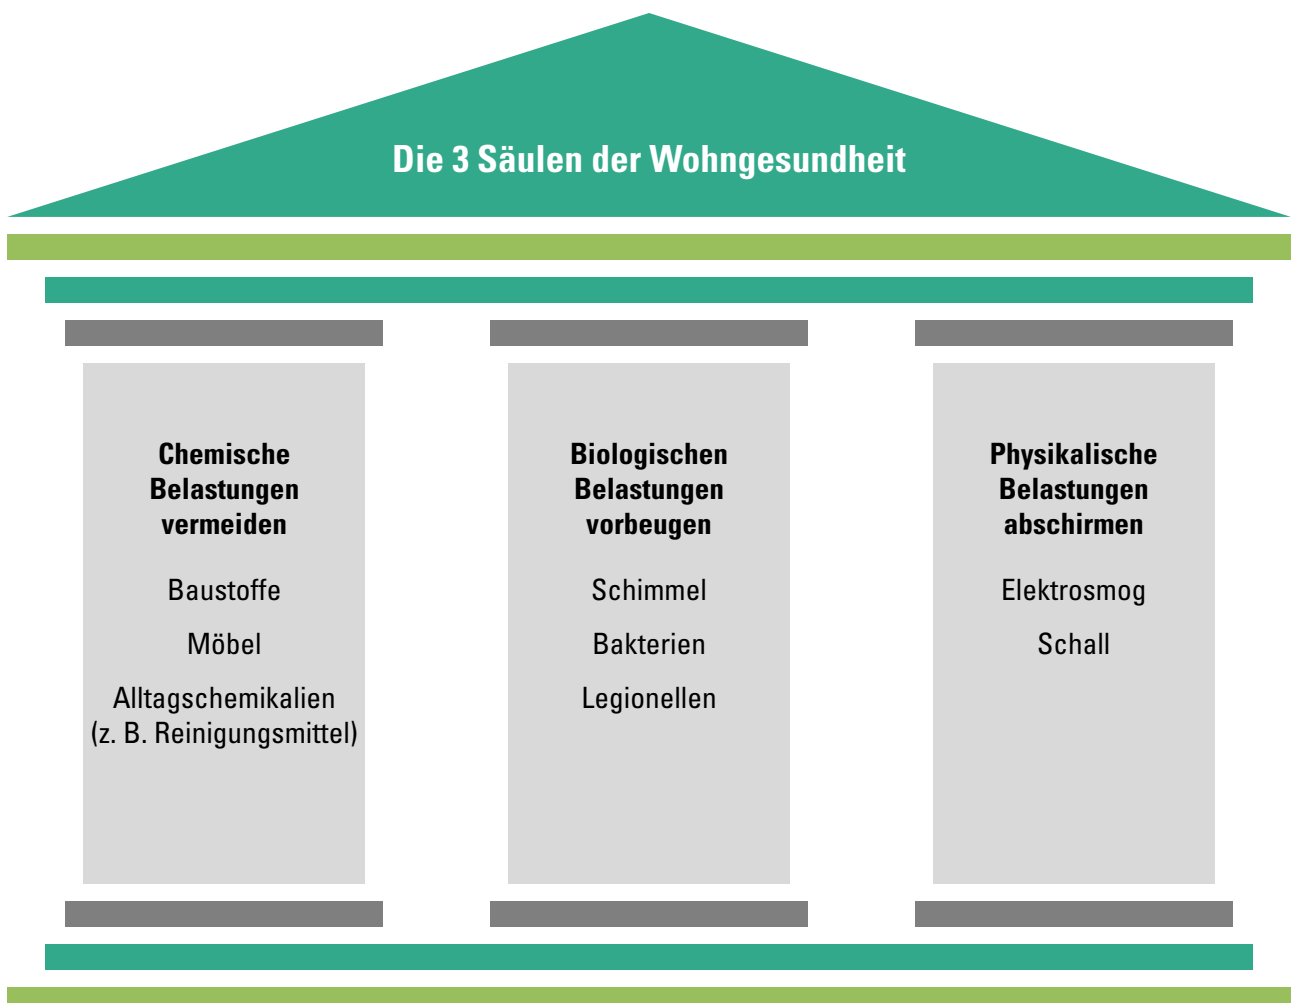 Die 3 Säulen der Wohngesundheit
Chemische
Belastungen
vermeiden
Baustoffe
Möbel
Alltagschemikalien
(z. B. Reinigungsmittel)
Biologischen
Belastungen
vorbeugen
Schimmel
Bakterien
Legionellen
Physikalische
Belastungen
abschirmen
Elektrosmog
Schall